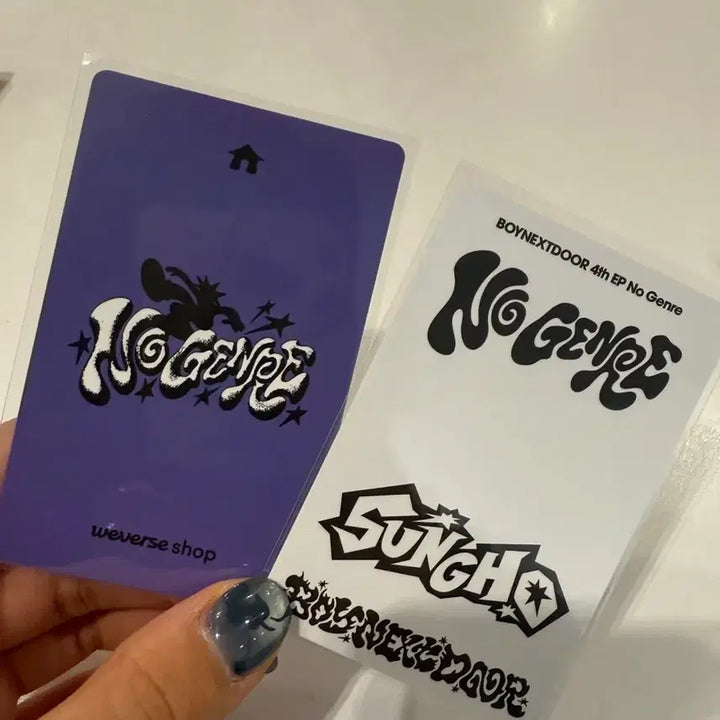 NO GENRE
weverse shop
BOYNEXTDOOR 4th EP No Genre
NO GENRE
SUNGHO
BOYNEXTDOOR